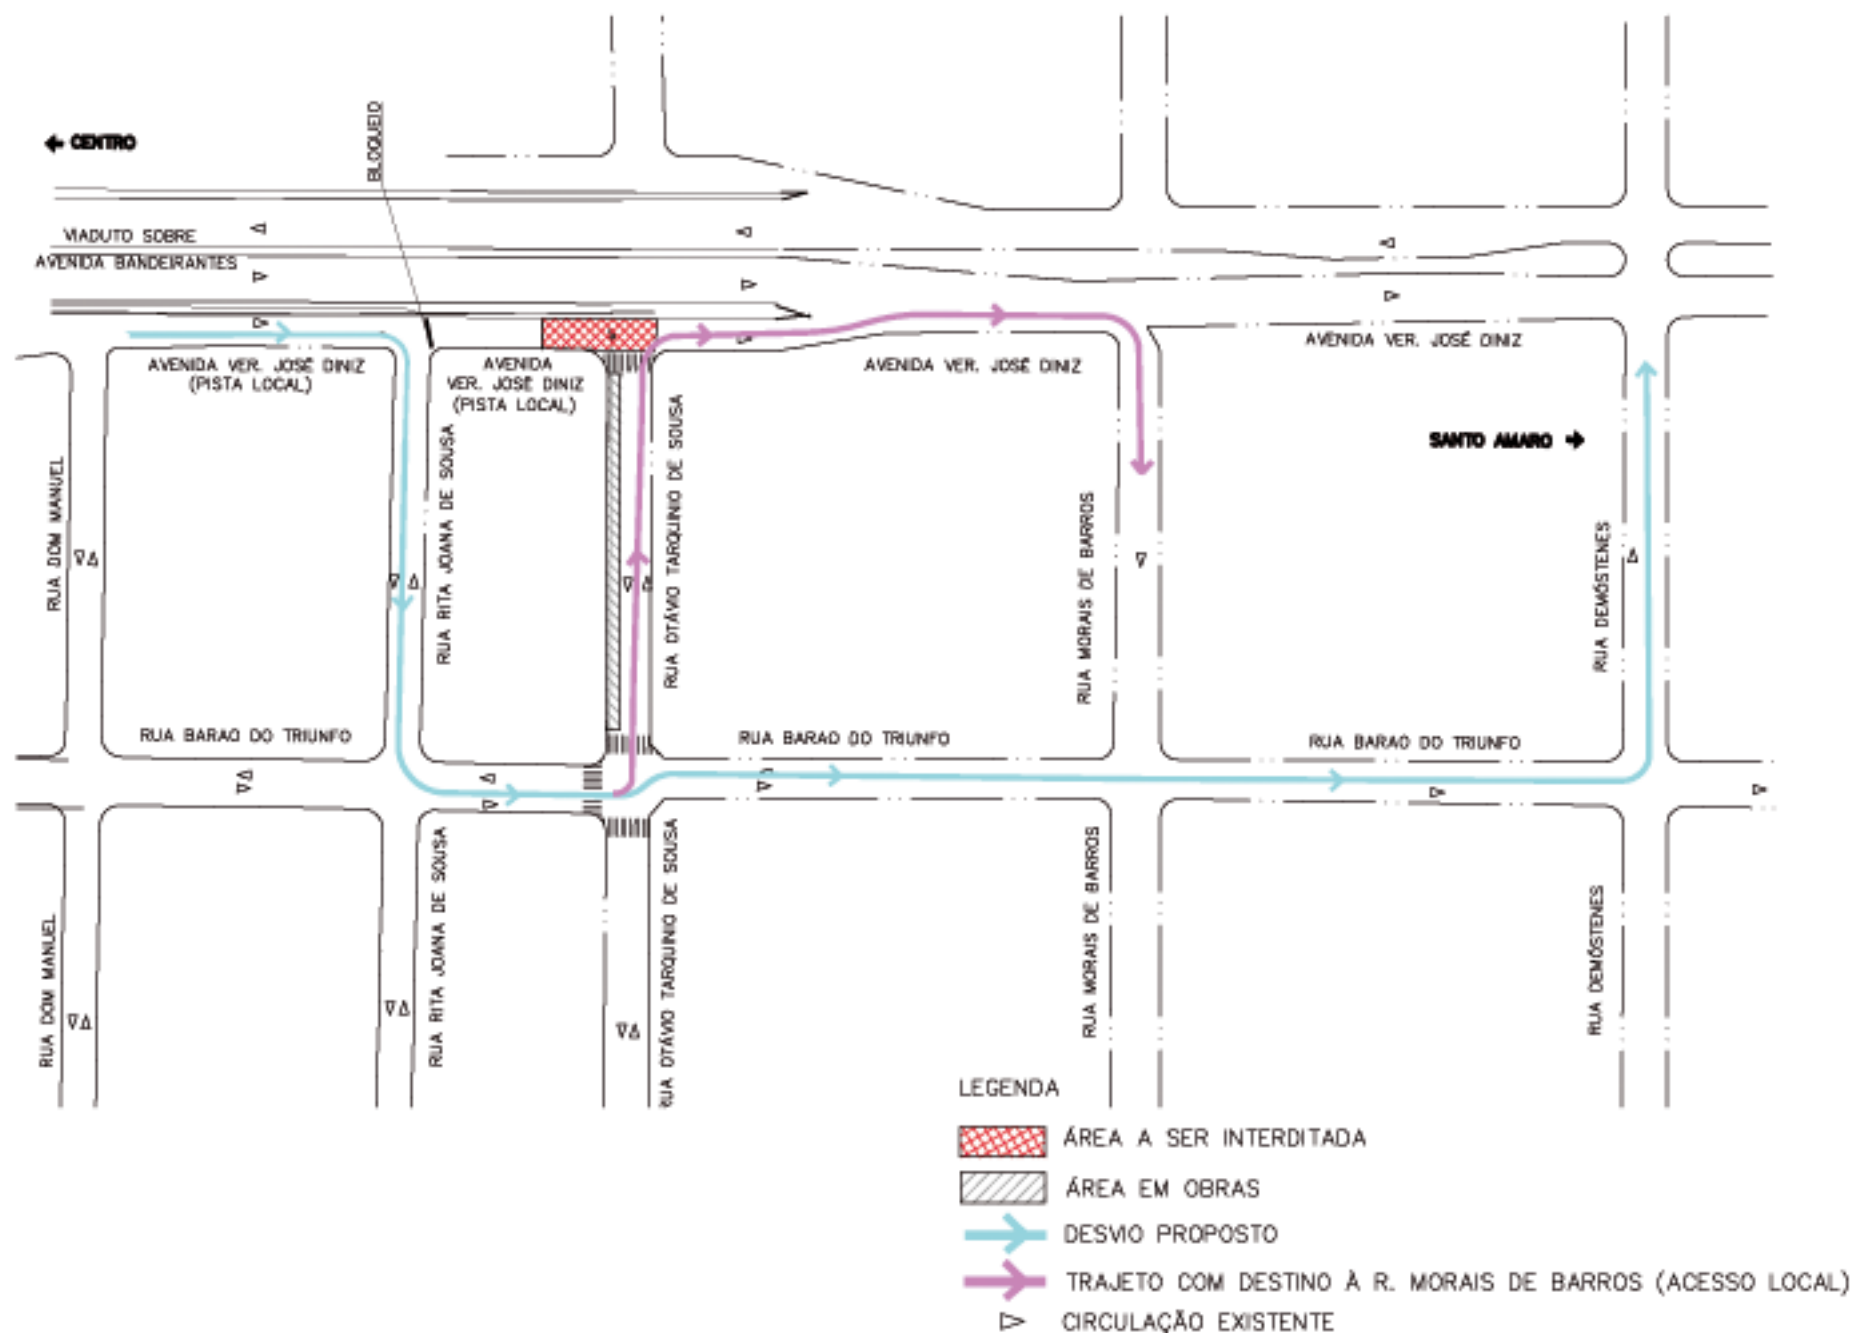 ← CENTRO
BLOQUEIO
VIADUTO SOBRE
AVENIDA BANDEIRANTES
AVENIDA VER. JOSÉ DINIZ
(PISTA LOCAL)
AVENIDA
VER. JOSÉ DINIZ
(PISTA LOCAL)
AVENIDA VER. JOSÉ DINIZ
AVENIDA VER. JOSÉ DINIZ
SANTO AMARO →
RUA DOM MANUEL
RUA RITA JOANA DE SOUSA
RUA OTÁVIO TARQUINIO DE SOUSA
RUA MORAIS DE BARROS
RUA DEMÓSTENES
RUA BARAO DO TRIUNFO
RUA BARAO DO TRIUNFO
RUA BARAO DO TRIUNFO
RUA DOM MANUEL
RUA RITA JOANA DE SOUSA
RUA OTÁVIO TARQUINIO DE SOUSA
RUA MORAIS DE BARROS
RUA DEMÓSTENES
LEGENDA
ÁREA A SER INTERDITADA
ÁREA EM OBRAS
DESVIO PROPOSTO
TRAJETO COM DESTINO À R. MORAIS DE BARROS (ACESSO LOCAL)
CIRCULAÇÃO EXISTENTE